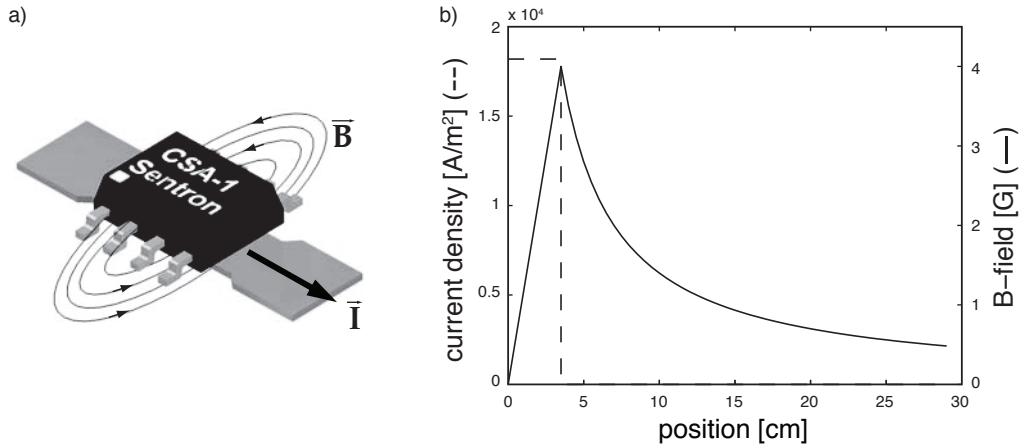 a)
CSA-1
Sentron
B
I
b)
x 10⁴
2
1.5
1
0.5
0
current density [A/m²] (--)
0 5 10 15 20 25 30
position [cm]
4
3
2
1
0
B–field [G] (—)